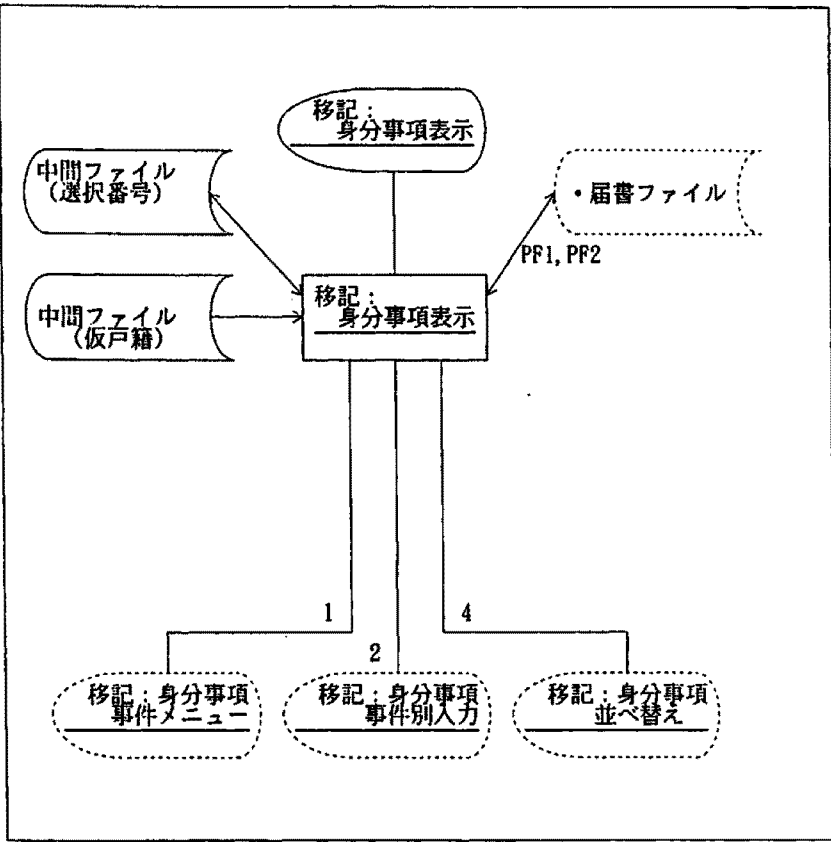 移記：
身分事項表示
中間ファイル
（選択番号）
・届書ファイル
PF1, PF2
中間ファイル
（仮戸籍）
移記：
身分事項表示
1
2
4
移記：身分事項
事件メニュー
移記：身分事項
事件別入力
移記：身分事項
並べ替え